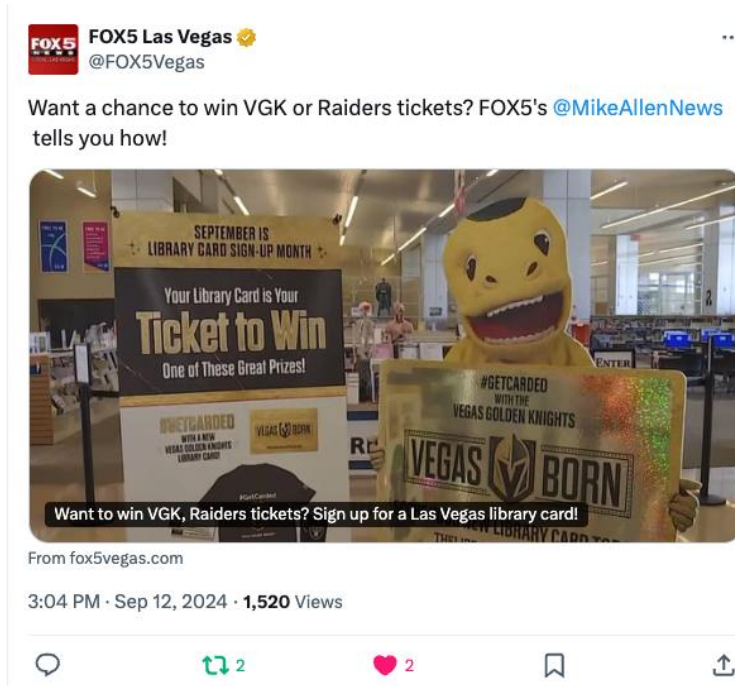 FOX5 Las Vegas
@FOX5Vegas
Want a chance to win VGK or Raiders tickets? FOX5's @MikeAllenNews
tells you how!
FOX5
NEWS
SEPTEMBER IS
LIBRARY CARD SIGN-UP MONTH
Your Library Card is Your
Ticket to Win
One of These Great Prizes!
#GETCARDED
WITH A NEW
VEGAS GOLDEN KNIGHTS
LIBRARY CARD!
VEGAS BORN
#GetCarded
ENTER
#GETCARDED
WITH THE
VEGAS GOLDEN KNIGHTS
VEGAS BORN
LIBRARY CARD
Want to win VGK, Raiders tickets? Sign up for a Las Vegas library card!
From fox5vegas.com
3:04 PM · Sep 12, 2024 · 1,520 Views
2
2